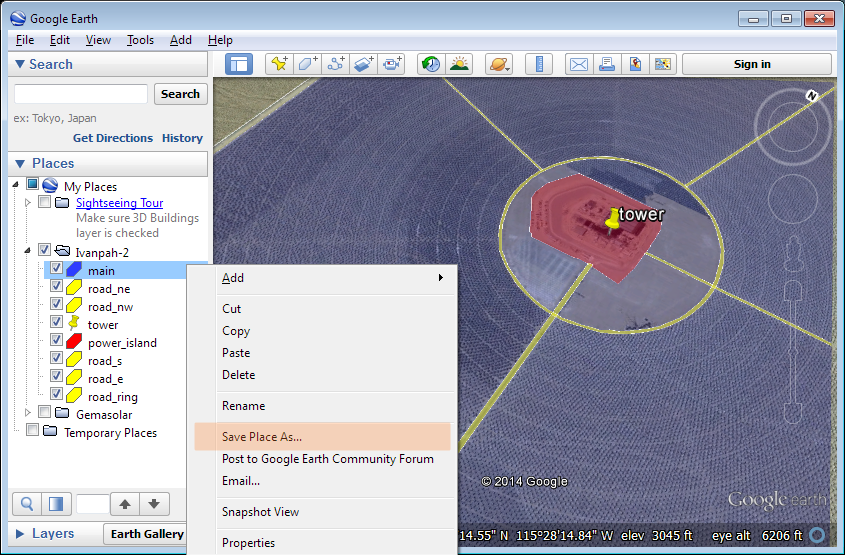 Google Earth
File Edit View Tools Add Help
Search
Search
ex: Tokyo, Japan
Get Directions History
Places
My Places
Sightseeing Tour
Make sure 3D Buildings
layer is checked
Ivanpah-2
main
road_ne
road_nw
tower
power_island
road_s
road_e
road_ring
Gemasolar
Temporary Places
Layers
Earth Gallery
Add
Cut
Copy
Paste
Delete
Rename
Save Place As...
Post to Google Earth Community Forum
Email...
Snapshot View
Properties
Sign in
N
tower
© 2014 Google
Google earth
14.55" N 115°28'14.84" W elev 3045 ft eye alt 6206 ft